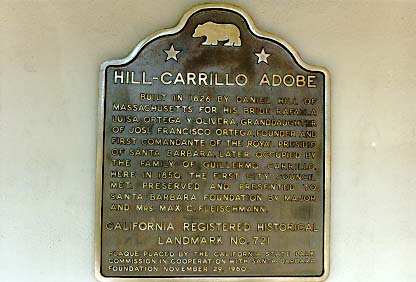 HILL-CARRILLO ADOBE
BUILT IN 1826 BY DANIEL HILL OF
MASSACHUSETTS FOR HIS BRIDE RAFAELA
LUISA ORTEGA Y OLIVERA GRANDDAUGHTER
OF JOSE FRANCISCO ORTEGA, FOUNDER AND
FIRST COMANDANTE OF THE ROYAL PRESIDIO
OF SANTA BARBARA. LATER OCCUPIED BY
THE FAMILY OF GUILLERMO CARRILLO.
HERE IN 1850, THE FIRST CITY COUNCIL
MET. PRESERVED AND PRESENTED TO
SANTA BARBARA FOUNDATION BY MAJOR
AND MRS MAX C. FLEISCHMANN.
CALIFORNIA REGISTERED HISTORICAL
LANDMARK NO. 721
PLAQUE PLACED BY THE CALIFORNIA STATE PARK
COMMISSION IN COOPERATION WITH SANTA BARBARA
FOUNDATION NOVEMBER 29, 1960